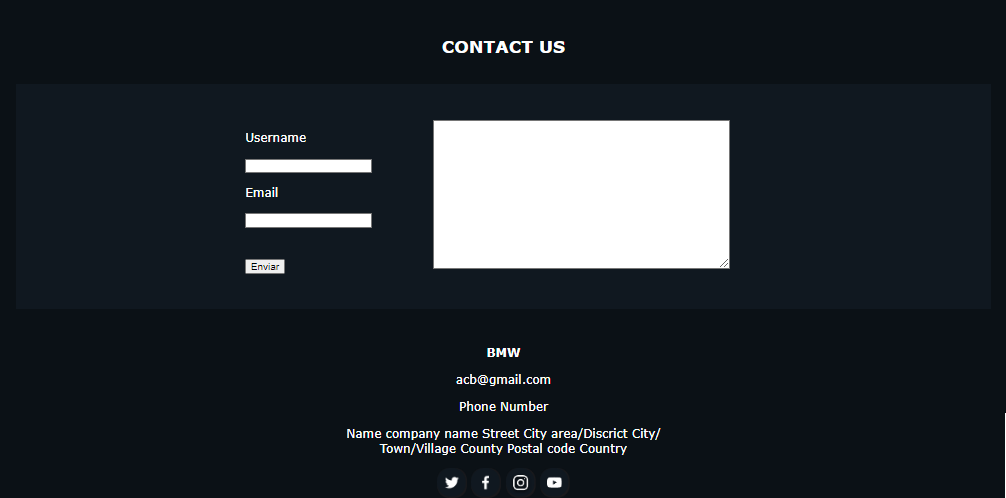 CONTACT US
Username
Email
Enviar
BMW
acb@gmail.com
Phone Number
Name company name Street City area/Discrict City/
Town/Village County Postal code Country